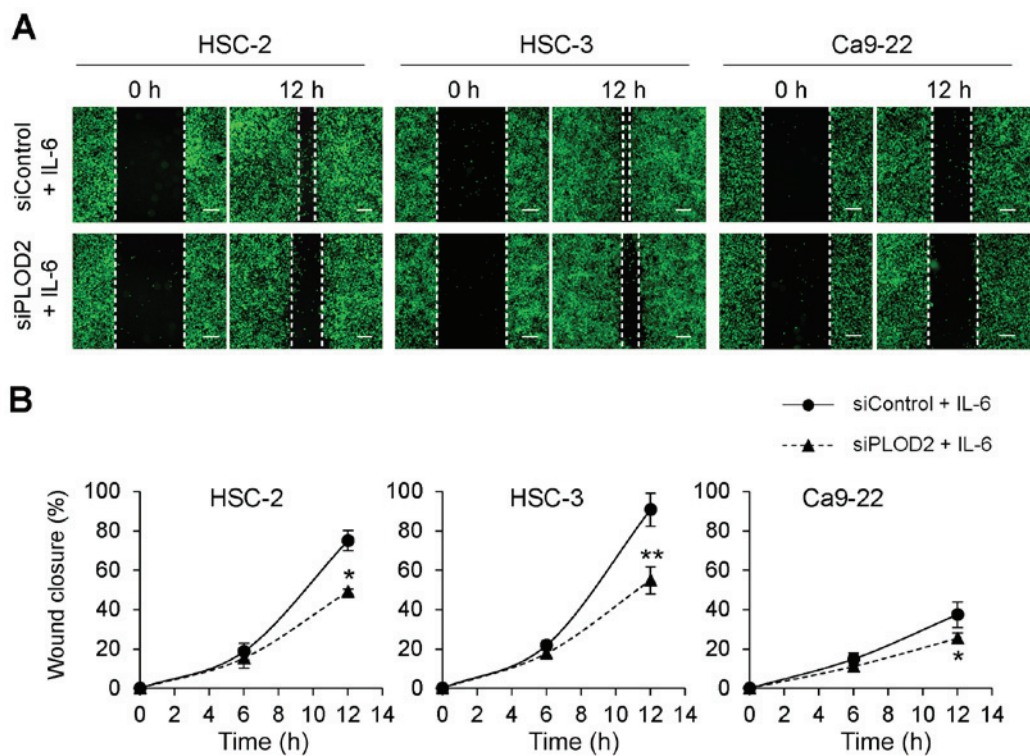 A
HSC-2 HSC-3 Ca9-22
0 h 12 h 0 h 12 h 0 h 12 h
siControl
+ IL-6
siPLOD2
+ IL-6
B
siControl + IL-6
siPLOD2 + IL-6
Wound closure (%)
HSC-2
100
80
60
40
20
0
*
0 2 4 6 8 10 12 14
Time (h)
HSC-3
100
80
60
40
20
0
**
0 2 4 6 8 10 12 14
Time (h)
Ca9-22
100
80
60
40
20
0
*
0 2 4 6 8 10 12 14
Time (h)